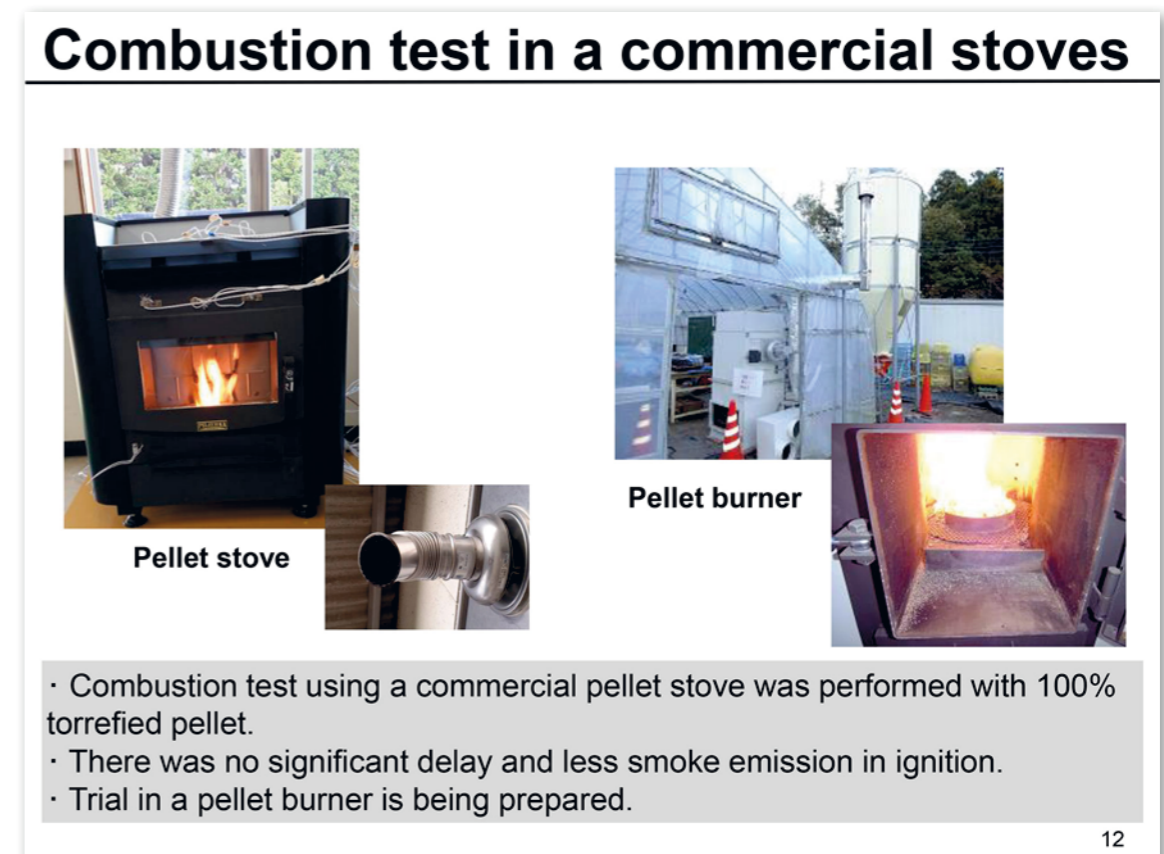 Combustion test in a commercial stoves
Pellet stove
Pellet burner
· Combustion test using a commercial pellet stove was performed with 100%
torrefied pellet.
· There was no significant delay and less smoke emission in ignition.
· Trial in a pellet burner is being prepared.
12